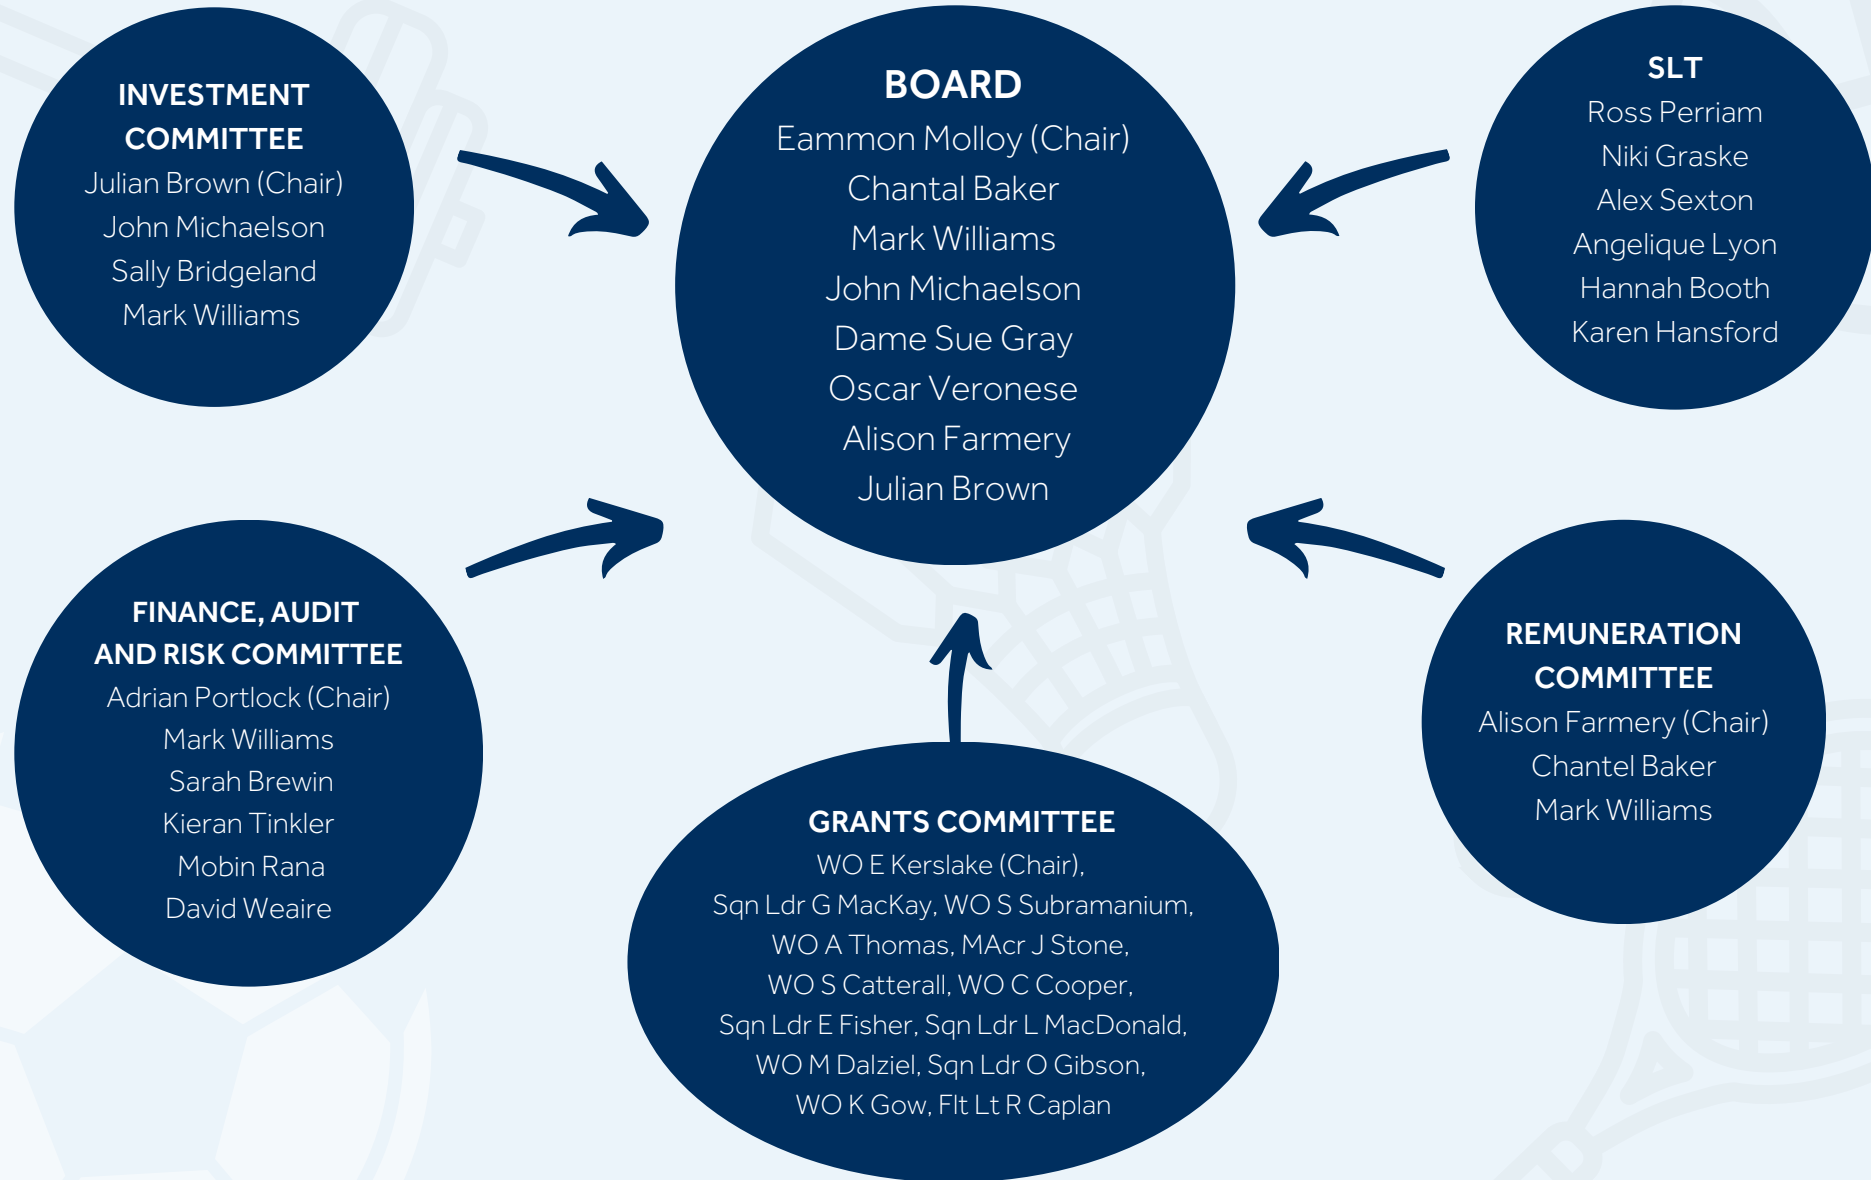 INVESTMENT
COMMITTEE
Julian Brown (Chair)
John Michaelson
Sally Bridgeland
Mark Williams
BOARD
Eammon Molloy (Chair)
Chantal Baker
Mark Williams
John Michaelson
Dame Sue Gray
Oscar Veronese
Alison Farmery
Julian Brown
SLT
Ross Perriam
Niki Graske
Alex Sexton
Angelique Lyon
Hannah Booth
Karen Hansford
FINANCE, AUDIT
AND RISK COMMITTEE
Adrian Portlock (Chair)
Mark Williams
Sarah Brewin
Kieran Tinkler
Mobin Rana
David Weaire
GRANTS COMMITTEE
WO E Kerslake (Chair),
Sqn Ldr G MacKay, WO S Subramanium,
WO A Thomas, MAcr J Stone,
WO S Catterall, WO C Cooper,
Sqn Ldr E Fisher, Sqn Ldr L MacDonald,
WO M Dalziel, Sqn Ldr O Gibson,
WO K Gow, Flt Lt R Caplan
REMUNERATION
COMMITTEE
Alison Farmery (Chair)
Chantel Baker
Mark Williams